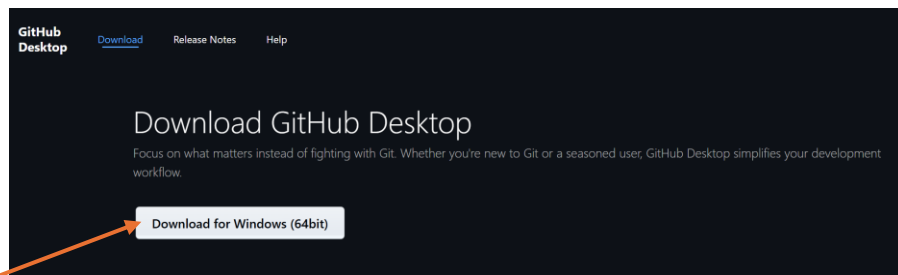 GitHub
Desktop
Download
Release Notes
Help
Download GitHub Desktop
Focus on what matters instead of fighting with Git. Whether you're new to Git or a seasoned user, GitHub Desktop simplifies your development
workflow.
Download for Windows (64bit)